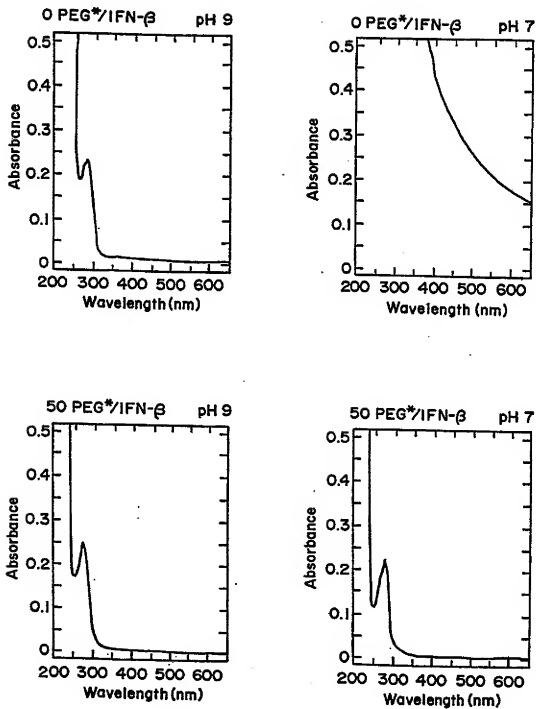 0 PEG*/IFN-β pH 9
0.5
0.4
0.3
0.2
0.1
0
Absorbance
200 300 400 500 600
Wavelength (nm)
0 PEG*/IFN-β pH 7
0.5
0.4
0.3
0.2
0.1
0
Absorbance
200 300 400 500 600
Wavelength (nm)
50 PEG*/IFN-β pH 9
0.5
0.4
0.3
0.2
0.1
0
Absorbance
200 300 400 500 600
Wavelength (nm)
50 PEG*/IFN-β pH 7
0.5
0.4
0.3
0.2
0.1
0
Absorbance
200 300 400 500 600
Wavelength (nm)